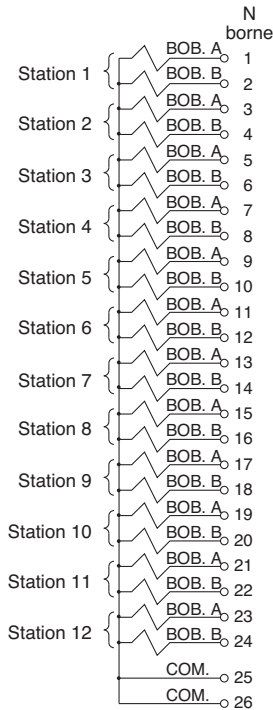 N
borne
BOB. A 1
Station 1
BOB. B 2
BOB. A 3
Station 2
BOB. B 4
BOB. A 5
Station 3
BOB. B 6
BOB. A 7
Station 4
BOB. B 8
BOB. A 9
Station 5
BOB. B 10
BOB. A 11
Station 6
BOB. B 12
BOB. A 13
Station 7
BOB. B 14
BOB. A 15
Station 8
BOB. B 16
BOB. A 17
Station 9
BOB. B 18
BOB. A 19
Station 10
BOB. B 20
BOB. A 21
Station 11
BOB. B 22
BOB. A 23
Station 12
BOB. B 24
COM. 25
COM. 26